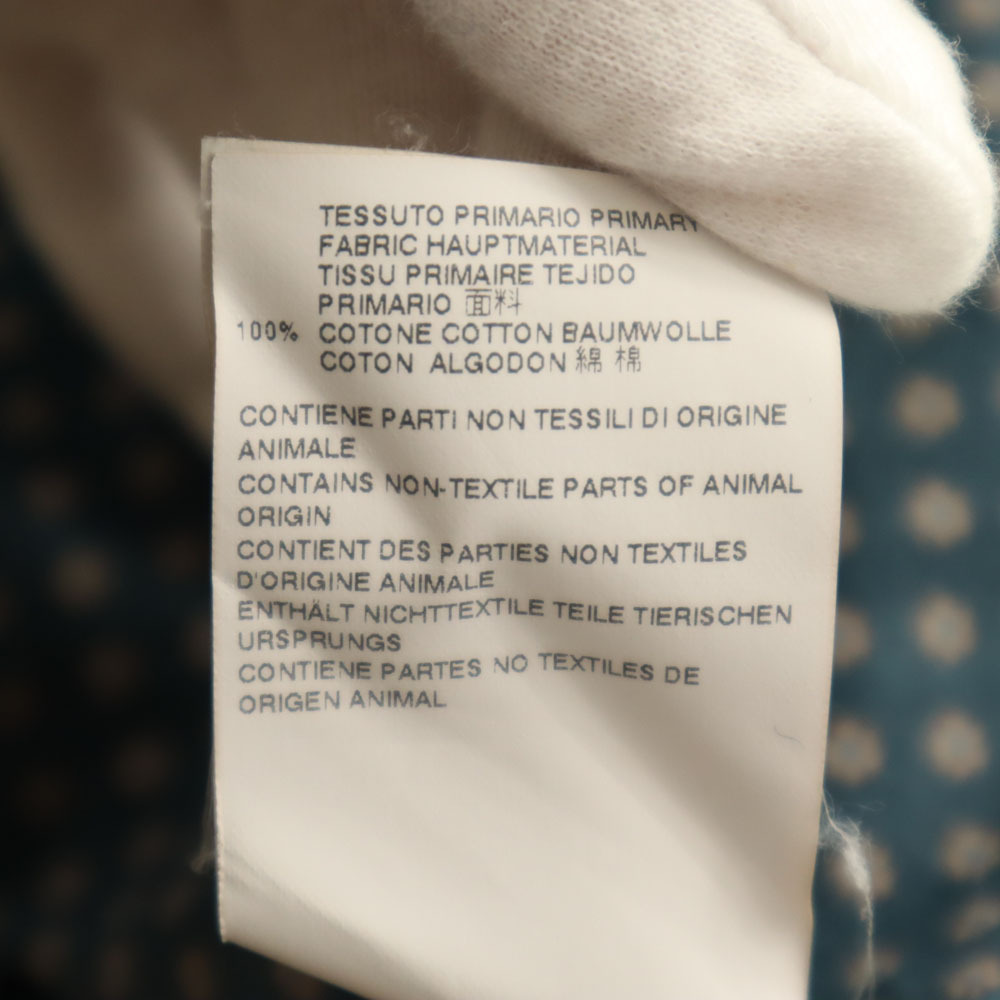 TESSUTO PRIMARIO PRIMARY
FABRIC HAUPTMATERIAL
TISSU PRIMAIRE TEJIDO
PRIMARIO 面料
100% COTONE COTTON BAUMWOLLE
COTON ALGODON 綿 棉
CONTIENE PARTI NON TESSILI DI ORIGINE
ANIMALE
CONTAINS NON-TEXTILE PARTS OF ANIMAL
ORIGIN
CONTIENT DES PARTIES NON TEXTILES
D'ORIGINE ANIMALE
ENTHÄLT NICHTTEXTILE TEILE TIERISCHEN
URSPRUNGS
CONTIENE PARTES NO TEXTILES DE
ORIGEN ANIMAL